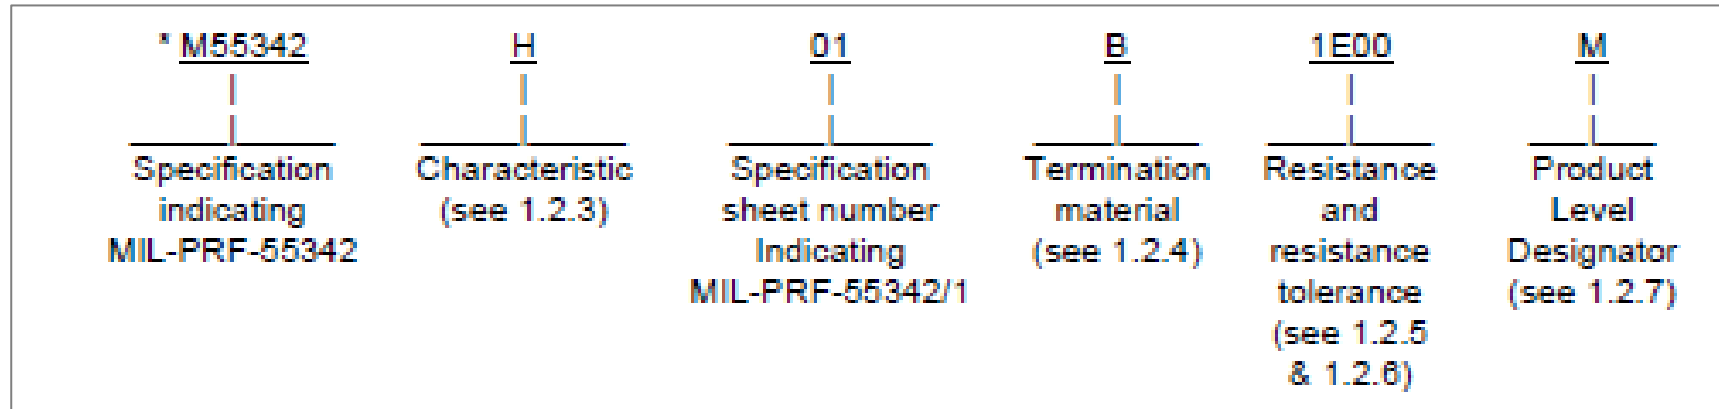 * M55342 H 01 B 1E00 M
Specification Characteristic Specification Termination Resistance Product
indicating (see 1.2.3) sheet number material and Level
MIL-PRF-55342 Indicating (see 1.2.4) resistance Designator
MIL-PRF-55342/1 tolerance (see 1.2.7)
(see 1.2.5
& 1.2.6)